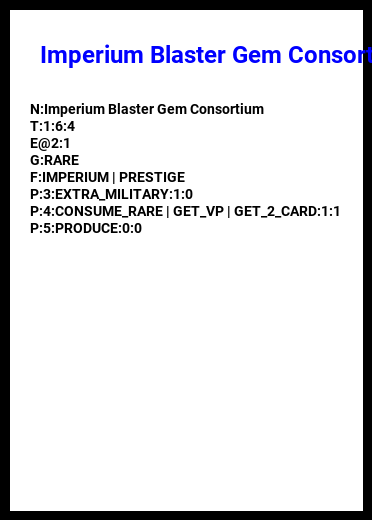 Imperium Blaster Gem Consort
N:Imperium Blaster Gem Consortium
T:1:6:4
E@2:1
G:RARE
F:IMPERIUM | PRESTIGE
P:3:EXTRA_MILITARY:1:0
P:4:CONSUME_RARE | GET_VP | GET_2_CARD:1:1
P:5:PRODUCE:0:0